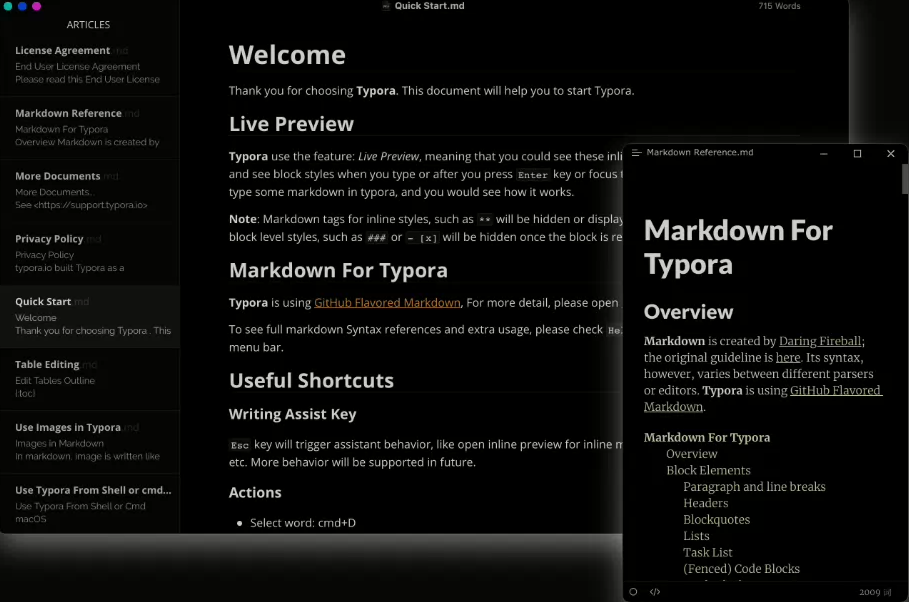 Quick Start.md
715 Words
ARTICLES
License Agreement .md
End User License Agreement
Please read this End User License
Markdown Reference .md
Markdown For Typora
Overview Markdown is created by
More Documents .md
More Documents
See <https://support.typora.io>
Privacy Policy .md
Privacy Policy
typora.io built Typora as a
Quick Start .md
Welcome
Thank you for choosing Typora . This
Table Editing .md
Edit Tables Outline
[toc]
Use Images in Typora .md
Images in Markdown
In markdown, image is written like
Use Typora From Shell or cmd...
Use Typora From Shell or Cmd
macOS
Welcome
Thank you for choosing Typora. This document will help you to start Typora.
Live Preview
Typora use the feature: Live Preview, meaning that you could see these inli
and see block styles when you type or after you press Enter key or focus
type some markdown in typora, and you would see how it works.
Note: Markdown tags for inline styles, such as ** will be hidden or display
block level styles, such as ### or - [x] will be hidden once the block is re
Markdown For Typora
Typora is using GitHub Flavored Markdown, For more detail, please open
To see full markdown Syntax references and extra usage, please check Hel
menu bar.
Useful Shortcuts
Writing Assist Key
Esc key will trigger assistant behavior, like open inline preview for inline m
etc. More behavior will be supported in future.
Actions
• Select word: cmd+D
Markdown Reference.md
Markdown For
Typora
Overview
Markdown is created by Daring Fireball;
the original guideline is here. Its syntax,
however, varies between different parsers
or editors. Typora is using GitHub Flavored
Markdown.
Markdown For Typora
Overview
Block Elements
Paragraph and line breaks
Headers
Blockquotes
Lists
Task List
(Fenced) Code Blocks
</> 2009 词